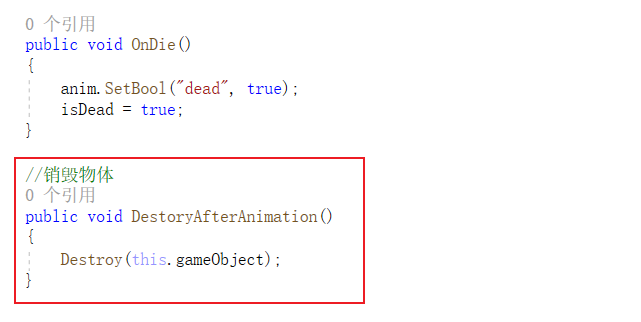 0 个引用
public void OnDie()
{
anim.SetBool("dead", true);
isDead = true;
}
//销毁物体
0 个引用
public void DestoryAfterAnimation()
{
Destroy(this.gameObject);
}